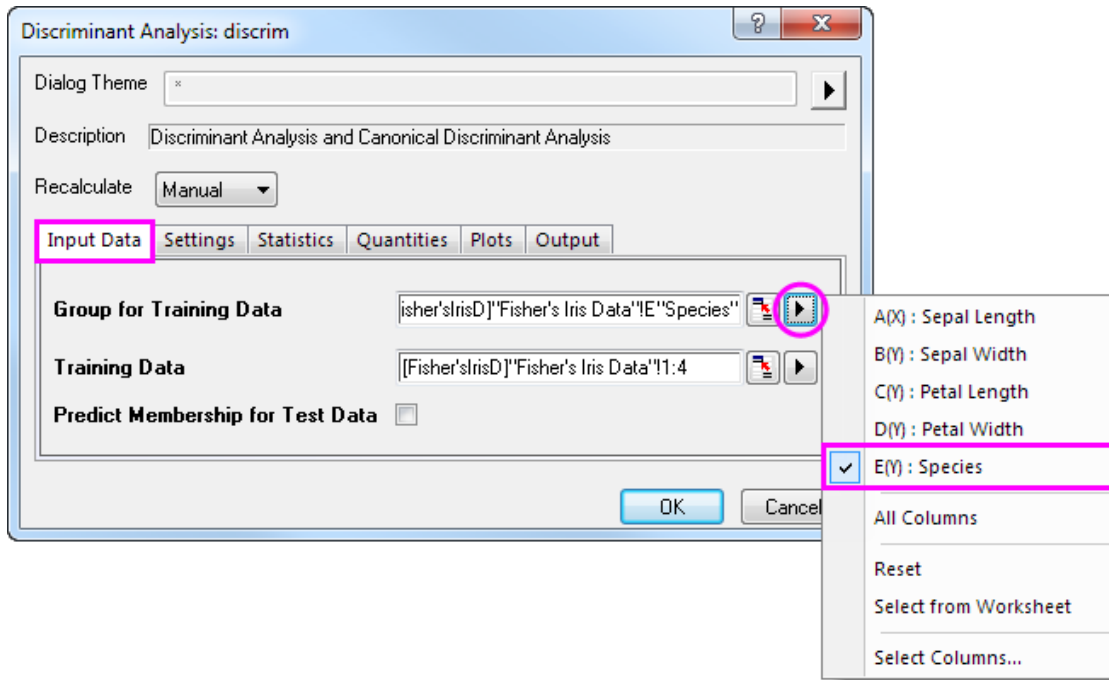 Discriminant Analysis: discrim
Dialog Theme *
Description Discriminant Analysis and Canonical Discriminant Analysis
Recalculate Manual
Input Data Settings Statistics Quantities Plots Output
Group for Training Data isher'sIrisD]"Fisher's Iris Data"!E"Species"
Training Data [Fisher'sIrisD]"Fisher's Iris Data"!1:4
Predict Membership for Test Data
OK Cancel
A(X) : Sepal Length
B(Y) : Sepal Width
C(Y) : Petal Length
D(Y) : Petal Width
E(Y) : Species
All Columns
Reset
Select from Worksheet
Select Columns...